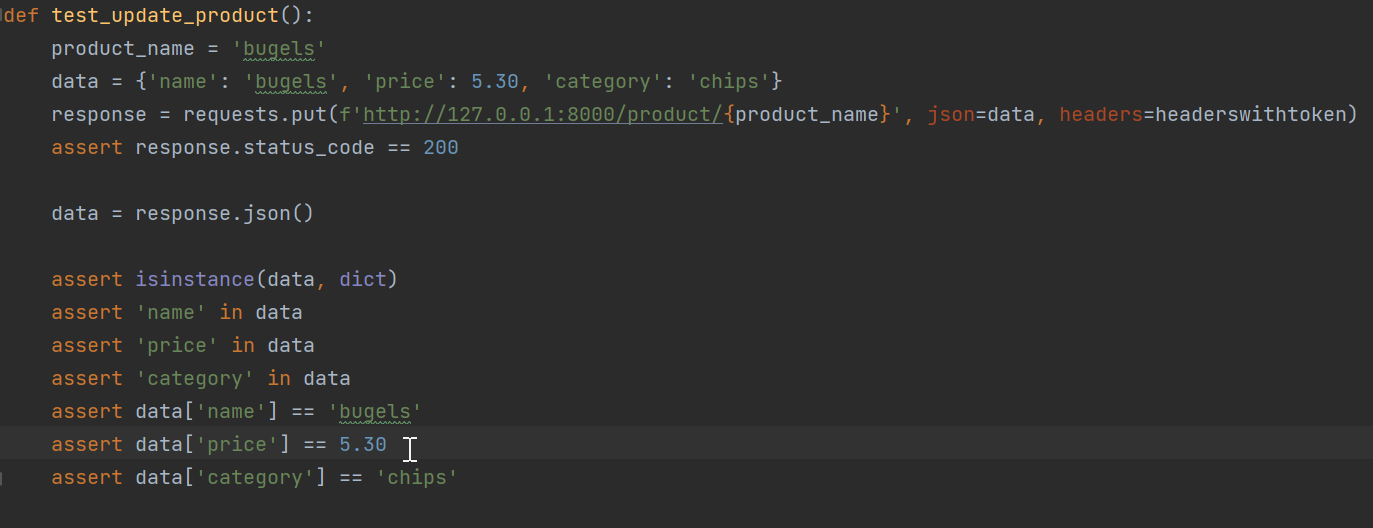 def test_update_product():
    product_name = 'bugels'
    data = {'name': 'bugels', 'price': 5.30, 'category': 'chips'}
    response = requests.put(f'http://127.0.0.1:8000/product/{product_name}', json=data, headers=headerswithtoken)
    assert response.status_code == 200
    data = response.json()
    assert isinstance(data, dict)
    assert 'name' in data
    assert 'price' in data
    assert 'category' in data
    assert data['name'] == 'bugels'
    assert data['price'] == 5.30
    assert data['category'] == 'chips'